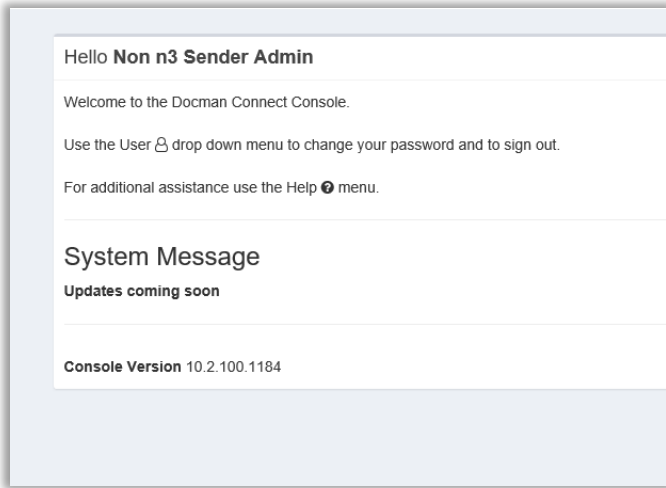 Hello Non n3 Sender Admin
Welcome to the Docman Connect Console.
Use the User drop down menu to change your password and to sign out.
For additional assistance use the Help ? menu.
System Message
Updates coming soon
Console Version 10.2.100.1184